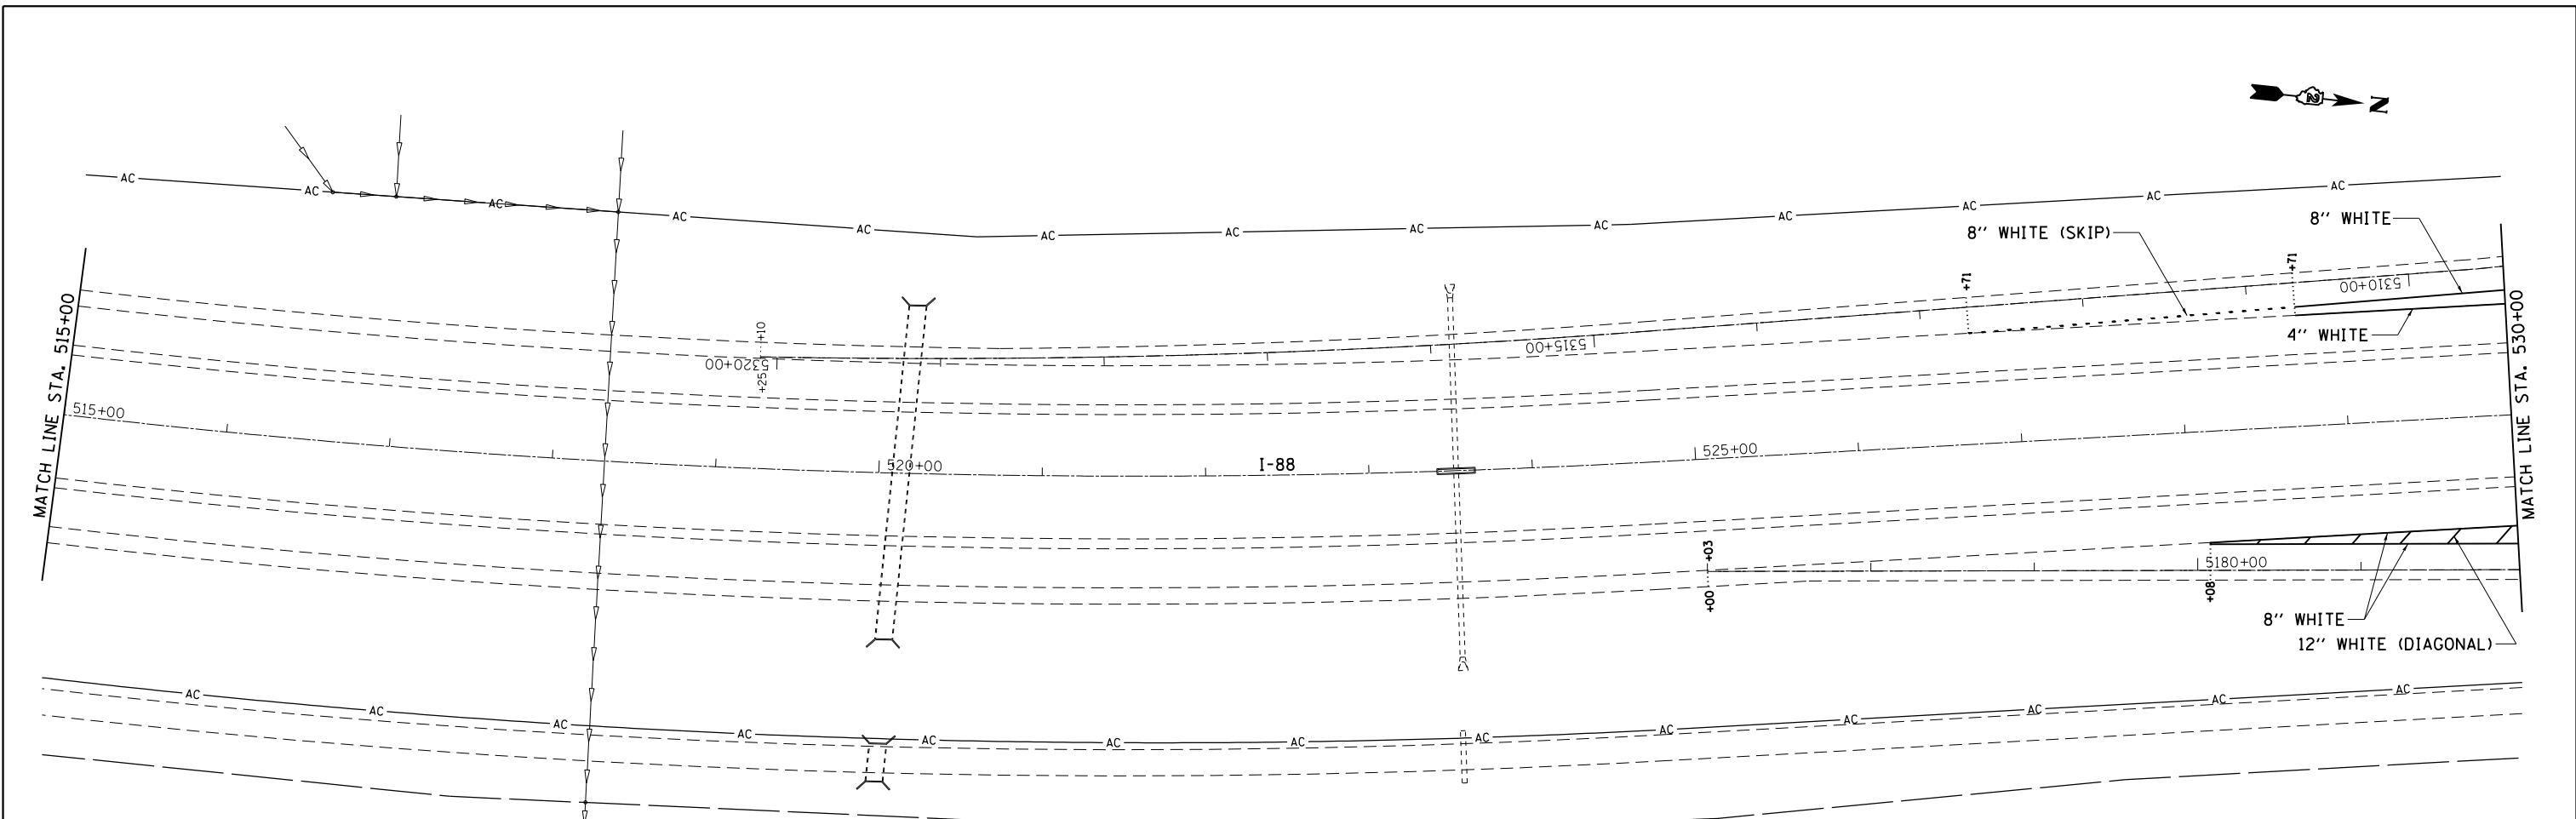 N
AC AC AC AC AC AC AC AC AC AC AC AC AC
8'' WHITE
8'' WHITE (SKIP)
+71
+71
5310+00
4'' WHITE
MATCH LINE STA. 515+00
MATCH LINE STA. 530+00
+10
5320+00
+25
5315+00
515+00
520+00
I-88
525+00
+03
+00
5180+00
+08
8'' WHITE
12'' WHITE (DIAGONAL)
AC AC AC AC AC AC AC AC AC AC AC AC AC